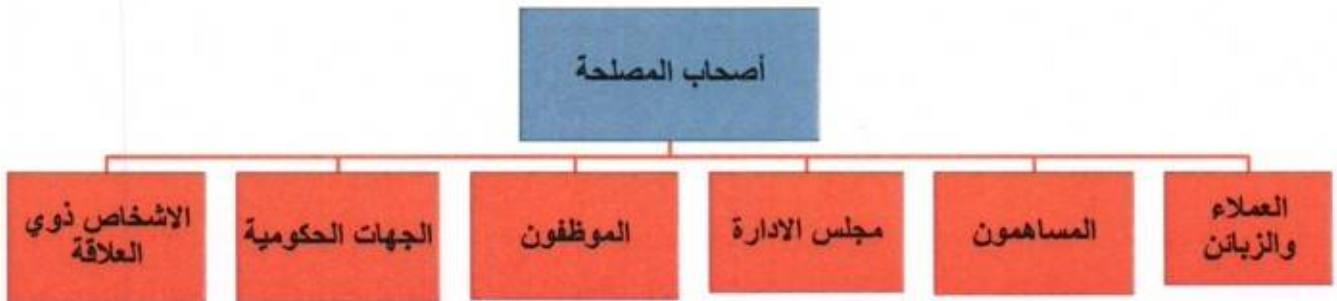 أصحاب المصلحة
العملاء
والزبائن
المساهمون
مجلس الادارة
الموظفون
الجهات الحكومية
الاشخاص ذوي
العلاقة